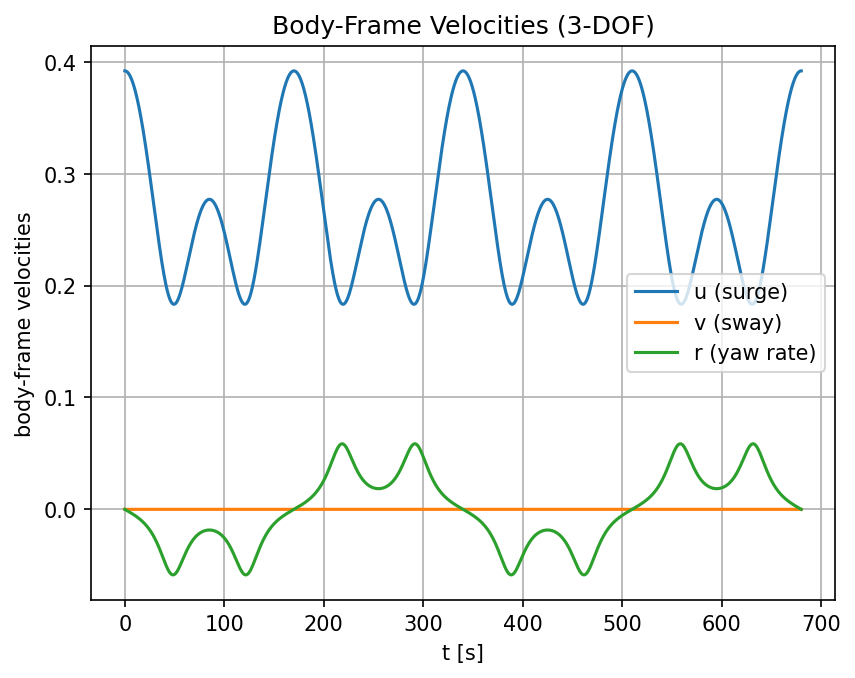 Body-Frame Velocities (3-DOF)
body-frame velocities
0.4
0.3
0.2
0.1
0.0
u (surge)
v (sway)
r (yaw rate)
0 100 200 300 400 500 600 700
t [s]